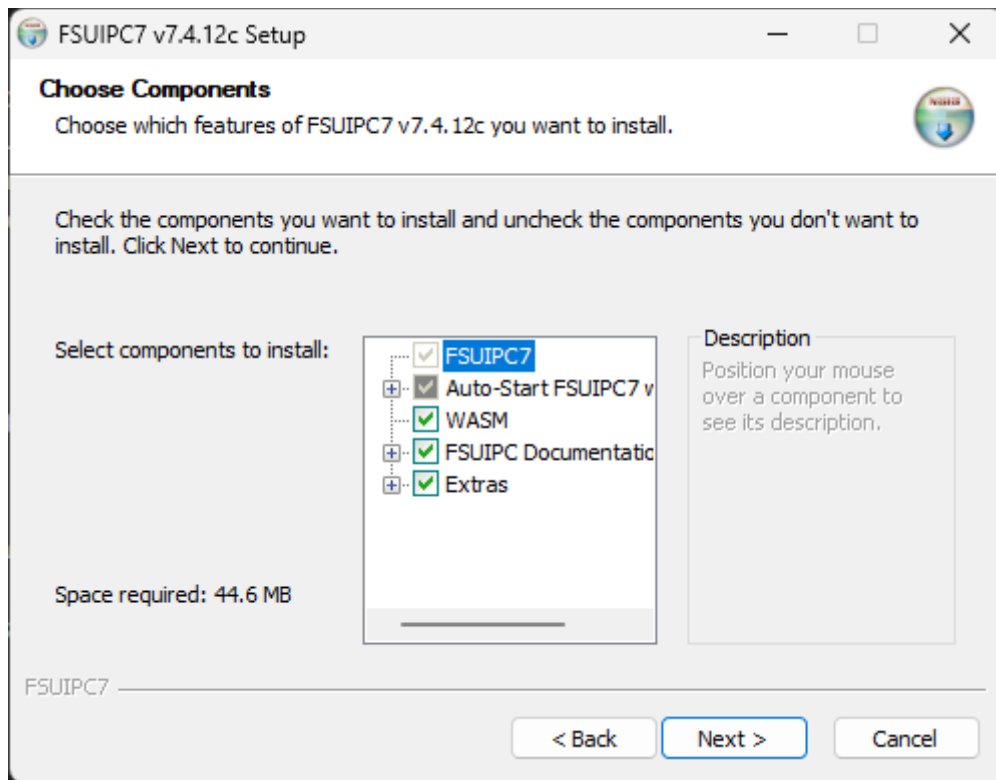 FSUIPC7 v7.4.12c Setup
Choose Components
Choose which features of FSUIPC7 v7.4.12c you want to install.
Check the components you want to install and uncheck the components you don't want to
install. Click Next to continue.
Select components to install:
FSUIPC7
Auto-Start FSUIPC7 w
WASM
FSUIPC Documentatic
Extras
Space required: 44.6 MB
Description
Position your mouse
over a component to
see its description.
FSUIPC7
< Back
Next >
Cancel